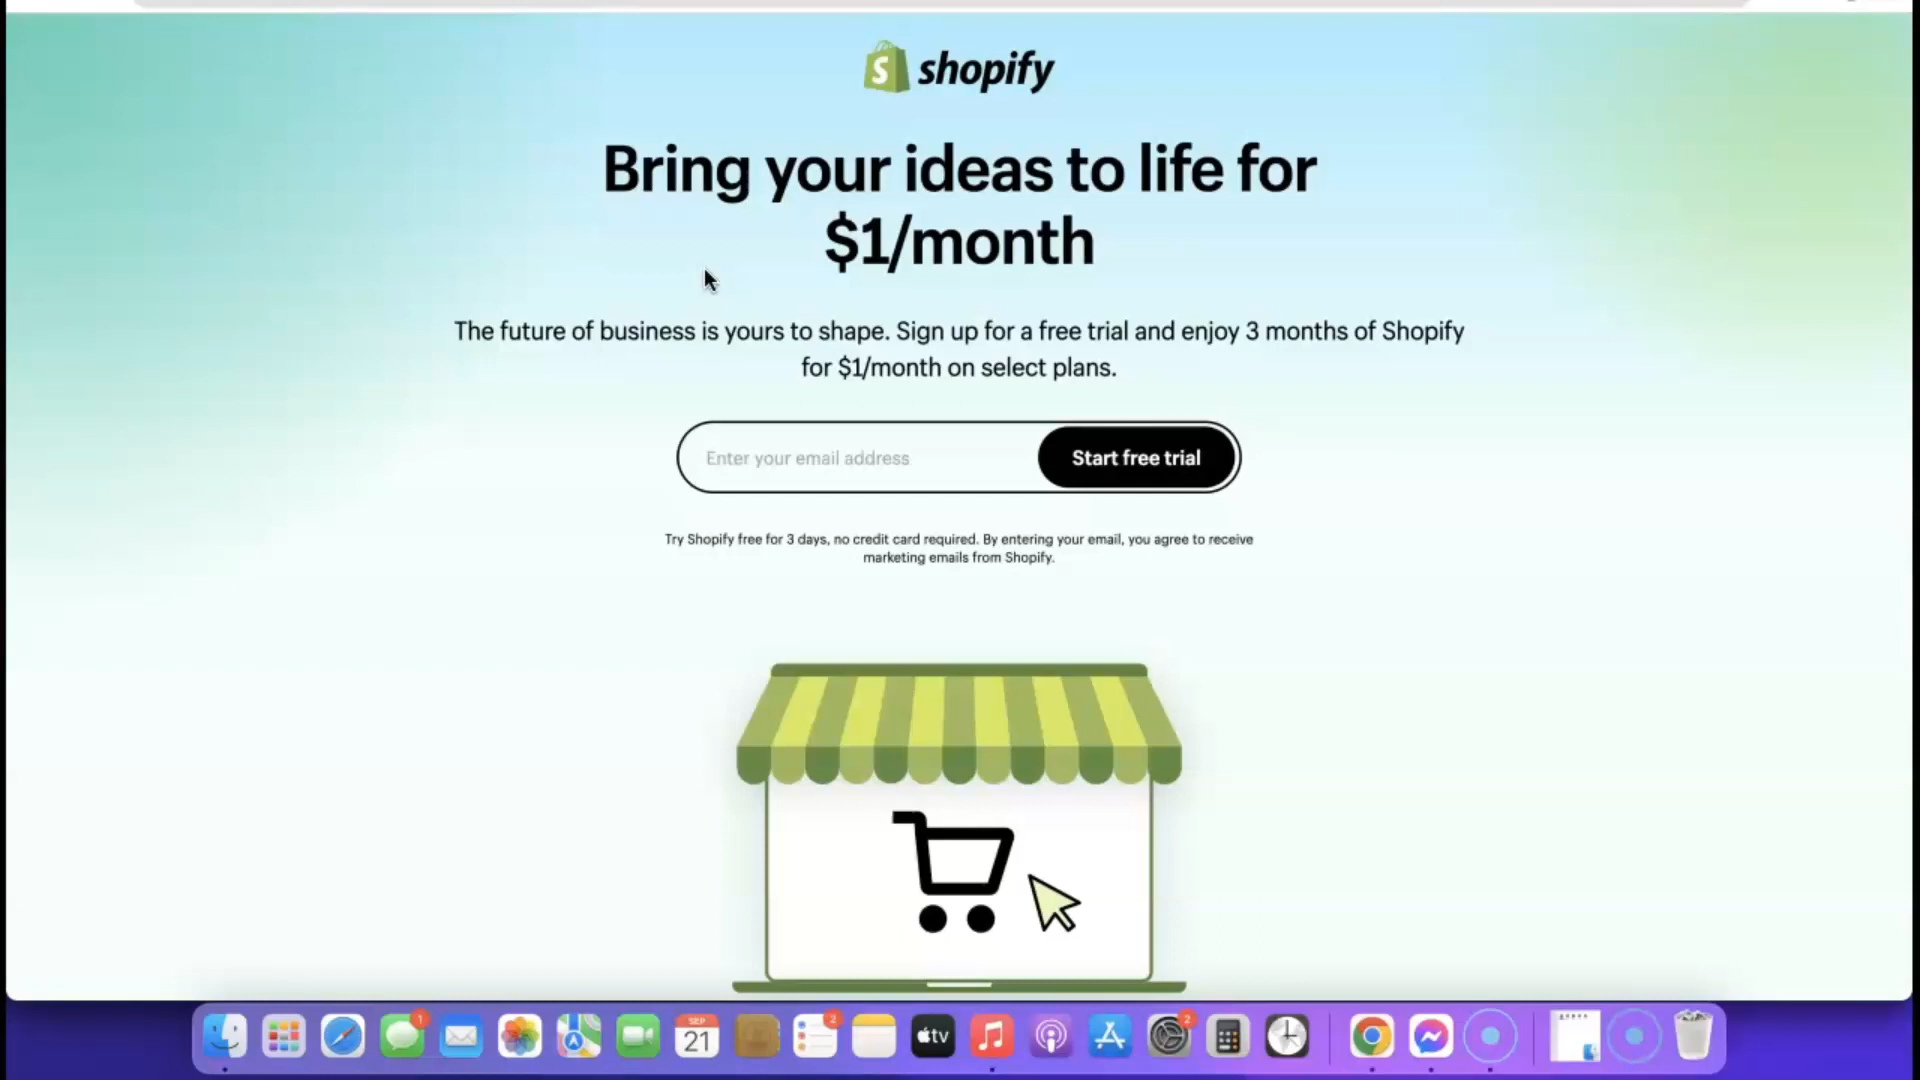 shopify
Bring your ideas to life for
$1/month
The future of business is yours to shape. Sign up for a free trial and enjoy 3 months of Shopify
for $1/month on select plans.
Enter your email address
Start free trial
Try Shopify free for 3 days, no credit card required. By entering your email, you agree to receive
marketing emails from Shopify.
1
SEP
21
2
tv
2